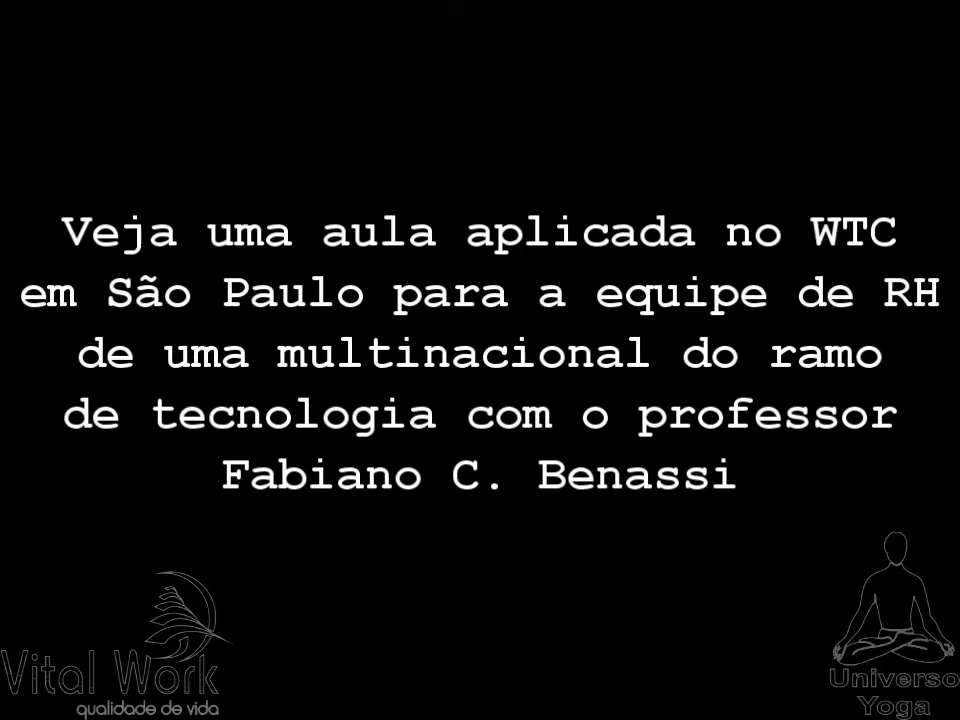 Veja uma aula aplicada no WTC
em São Paulo para a equipe de RH
de uma multinacional do ramo
de tecnologia com o professor
Fabiano C. Benassi
Vital Work
qualidade de vida
Universo
Yoga